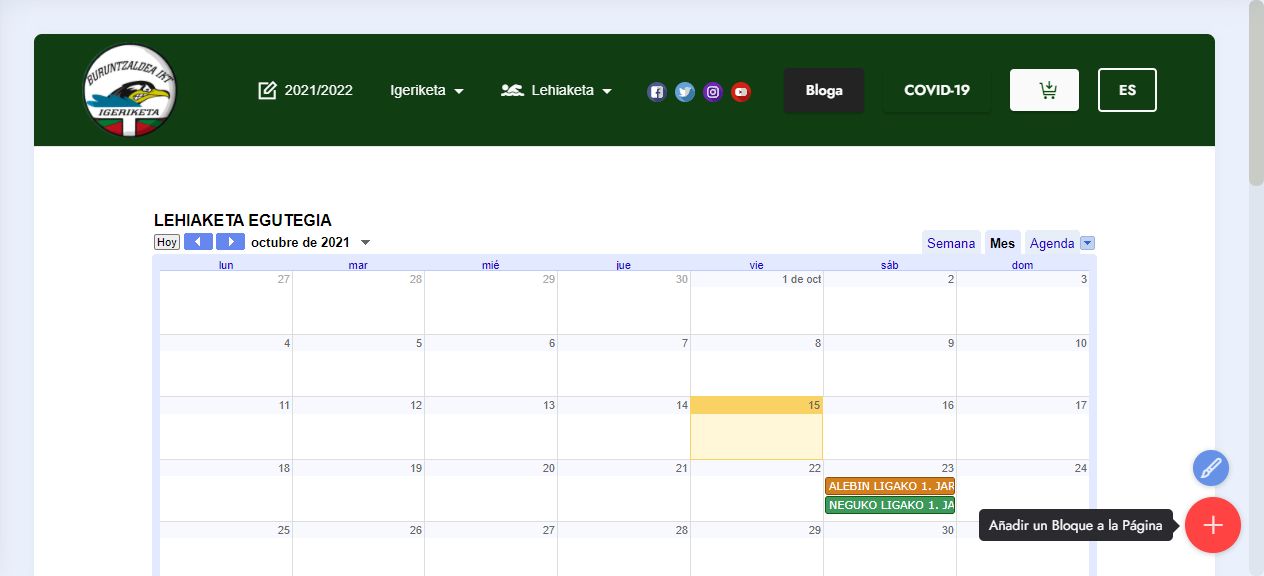 BURUNTZALDEA IKT
IGERIKETA
2021/2022 Igeriketa Lehiaketa Bloga COVID-19 ES
LEHIAKETA EGUTEGIA
Hoy octubre de 2021 Semana Mes Agenda
lun mar mié jue vie sáb dom
27 28 29 30 1 de oct 2 3
4 5 6 7 8 9 10
11 12 13 14 15 16 17
18 19 20 21 22 23 24
ALEBIN LIGAKO 1. JAR
NEGUKO LIGAKO 1. JA
Añadir un Bloque a la Página
25 26 27 28 29 30